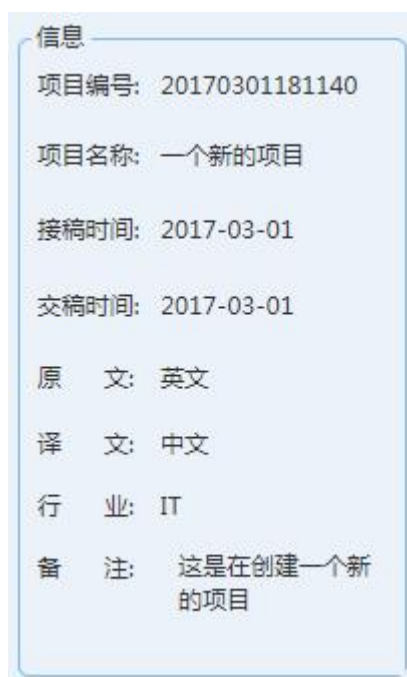 信息
项目编号: 20170301181140
项目名称: 一个新的项目
接稿时间: 2017-03-01
交稿时间: 2017-03-01
原 文: 英文
译 文: 中文
行 业: IT
备 注: 这是在创建一个新
的项目